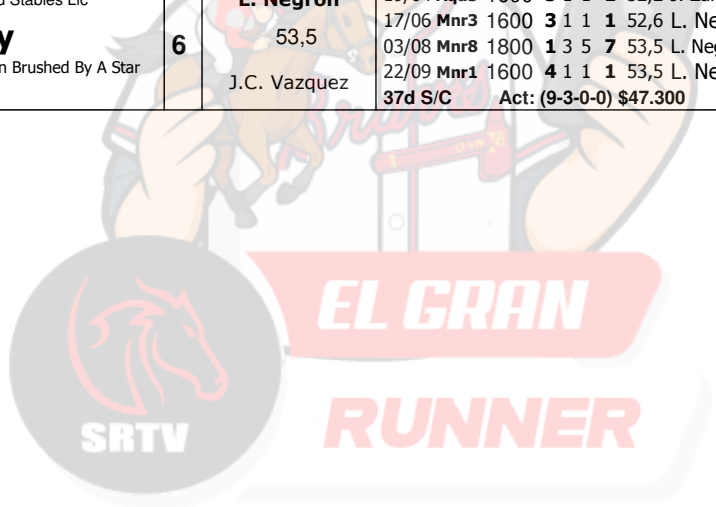 d Stables Llc
L. Negron
y
6
53,5
n Brushed By A Star
J.C. Vazquez
17/06 Mnr3 1600 3 1 1 1 52,6 L. Ne
03/08 Mnr8 1800 1 3 5 7 53,5 L. Neg
22/09 Mnr1 1600 4 1 1 1 53,5 L. Ne
37d S/C Act: (9-3-0-0) $47.300
Braves
EL GRAN
RUNNER
SRTV